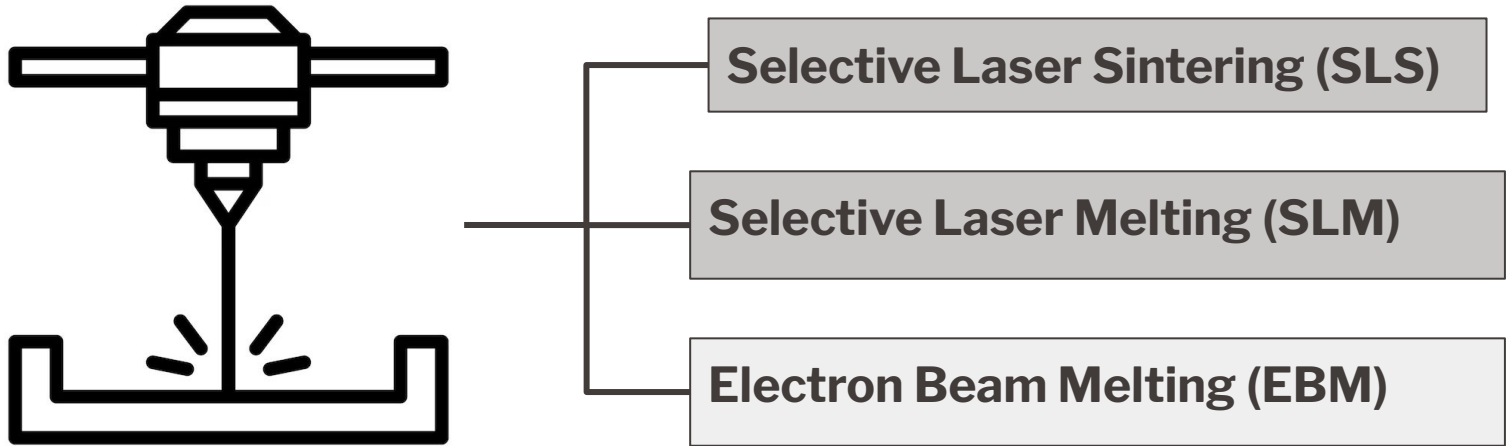 Selective Laser Sintering (SLS)
Selective Laser Melting (SLM)
Electron Beam Melting (EBM)